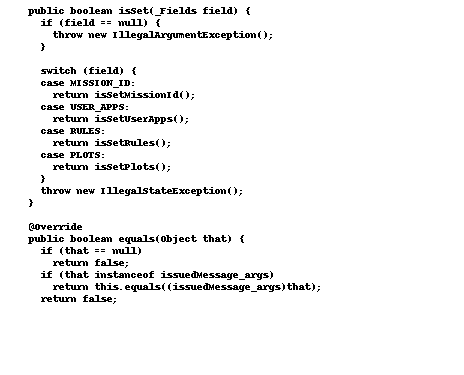 public boolean isSet(_Fields field) {
if (field == null) {
throw new IllegalArgumentException();
}
switch (field) {
case MISSION_ID:
return isSetMissionId();
case USER_APPS:
return isSetUserApps();
case RULES:
return isSetRules();
case PLOTS:
return isSetPlots();
}
throw new IllegalStateException();
}
@Override
public boolean equals(Object that) {
if (that == null)
return false;
if (that instanceof issuedMessage_args)
return this.equals((issuedMessage_args)that);
return false;